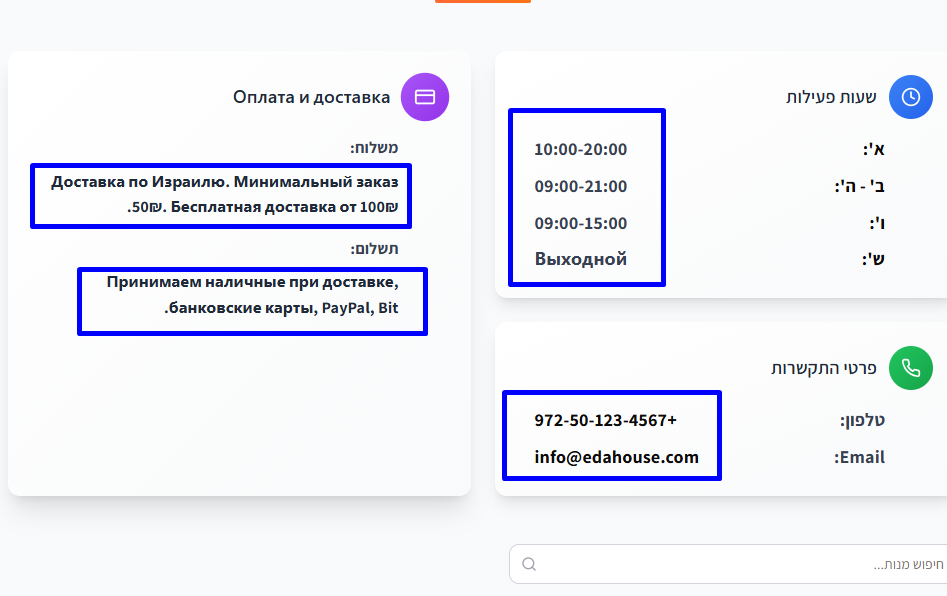 שעות פעילות
א': 10:00-20:00
ב' - ה': 09:00-21:00
ו': 09:00-15:00
ש': Выходной
פרטי התקשרות
טלפון: 972-50-123-4567+
Email: info@edahouse.com
Оплата и доставка
משלוח:
Доставка по Израилю. Минимальный заказ
.50₪. Бесплатная доставка от 100₪
תשלום:
Принимаем наличные при доставке,
.банковские карты, PayPal, Bit
חיפוש מנות...